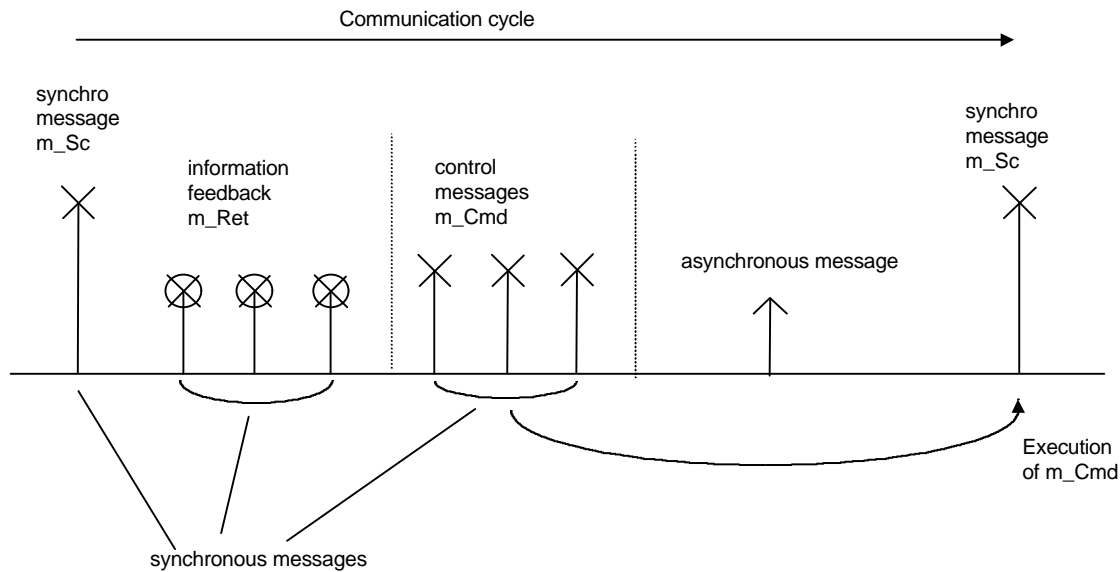 Communication cycle
synchro
message
m_Sc
synchro
message
m_Sc
information
feedback
m_Ret
control
messages
m_Cmd
asynchronous message
Execution
of m_Cmd
synchronous messages